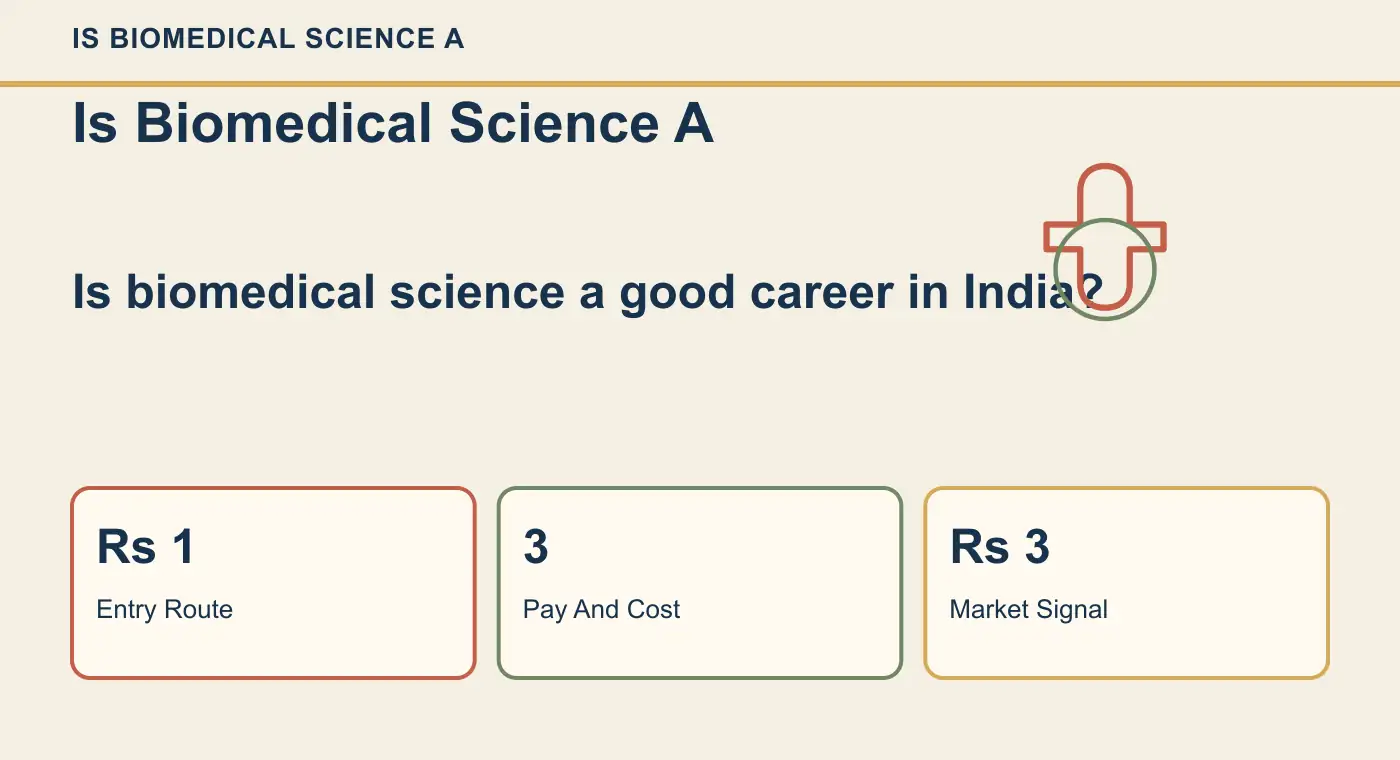 IS BIOMEDICAL SCIENCE A
Is Biomedical Science A
Is biomedical science a good career in India?
Rs 1
Entry Route
3
Pay And Cost
Rs 3
Market Signal